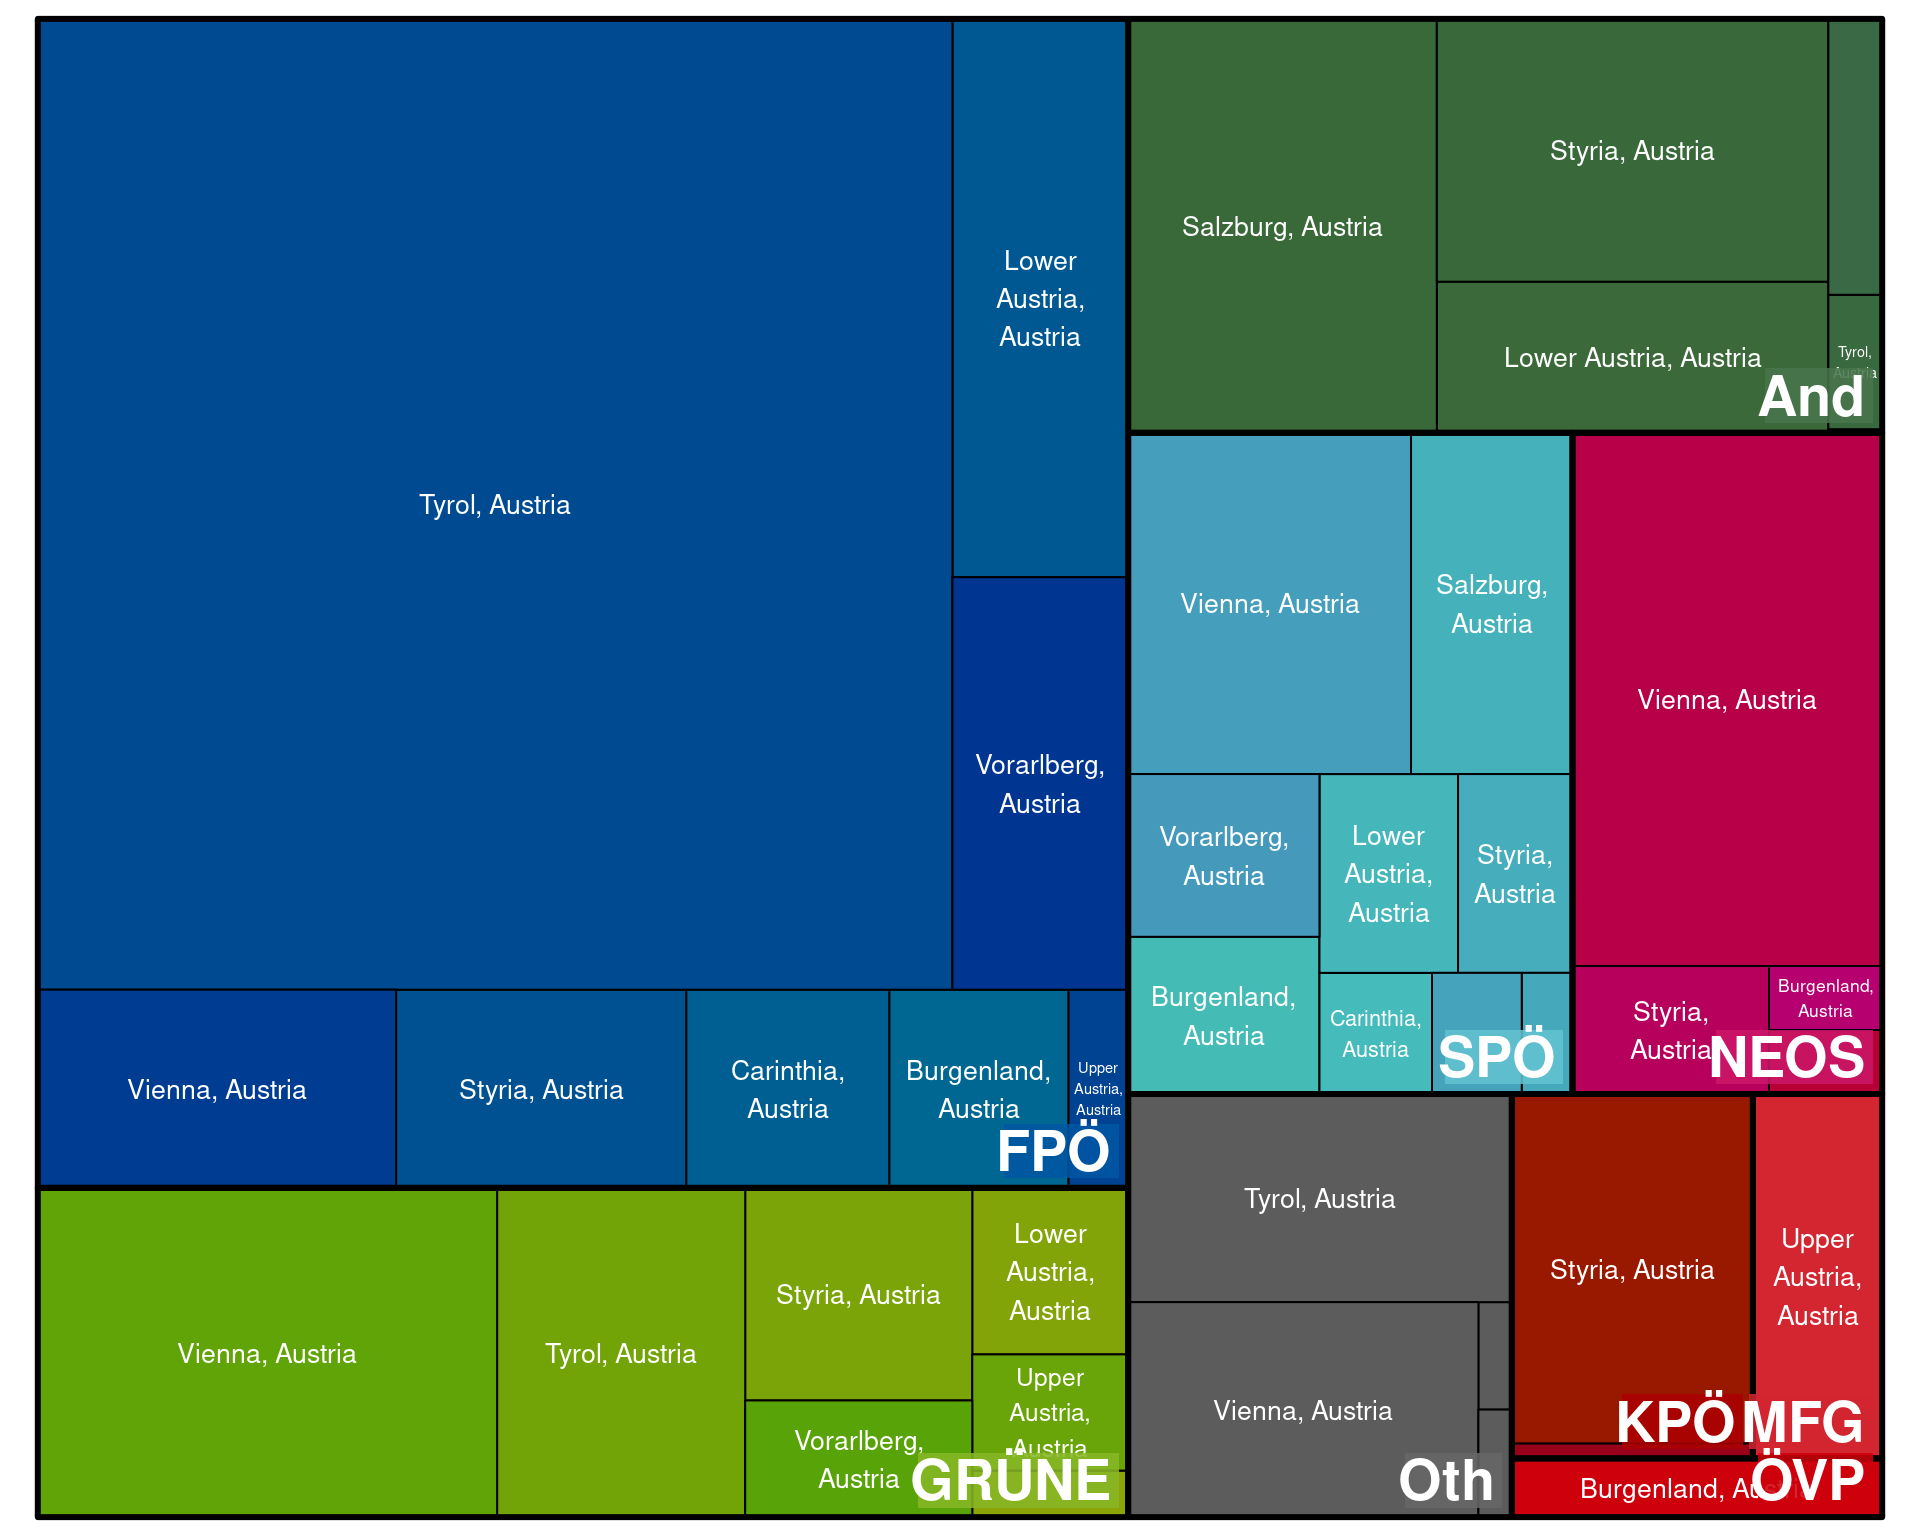 Tyrol, Austria
Lower
Austria,
Austria
Vorarlberg,
Austria
Vienna, Austria
Styria, Austria
Carinthia,
Austria
Burgenland,
Austria
Upper
Austria,
Austria
FPÖ
Vienna, Austria
Tyrol, Austria
Styria, Austria
Vorarlberg,
Austria
Lower
Austria,
Austria
Upper
Austria,
Austria
GRÜNE
Salzburg, Austria
Styria, Austria
Lower Austria, Austria
Tyrol,
Austria
And
Vienna, Austria
Salzburg,
Austria
Vorarlberg,
Austria
Burgenland,
Austria
Lower
Austria,
Austria
Styria,
Austria
Carinthia,
Austria
SPÖ
Vienna, Austria
Styria,
Austria
Burgenland,
Austria
NEOS
Tyrol, Austria
Vienna, Austria
Oth
Styria, Austria
KPÖ
Upper
Austria,
Austria
MFG
Burgenland, Austria
ÖVP